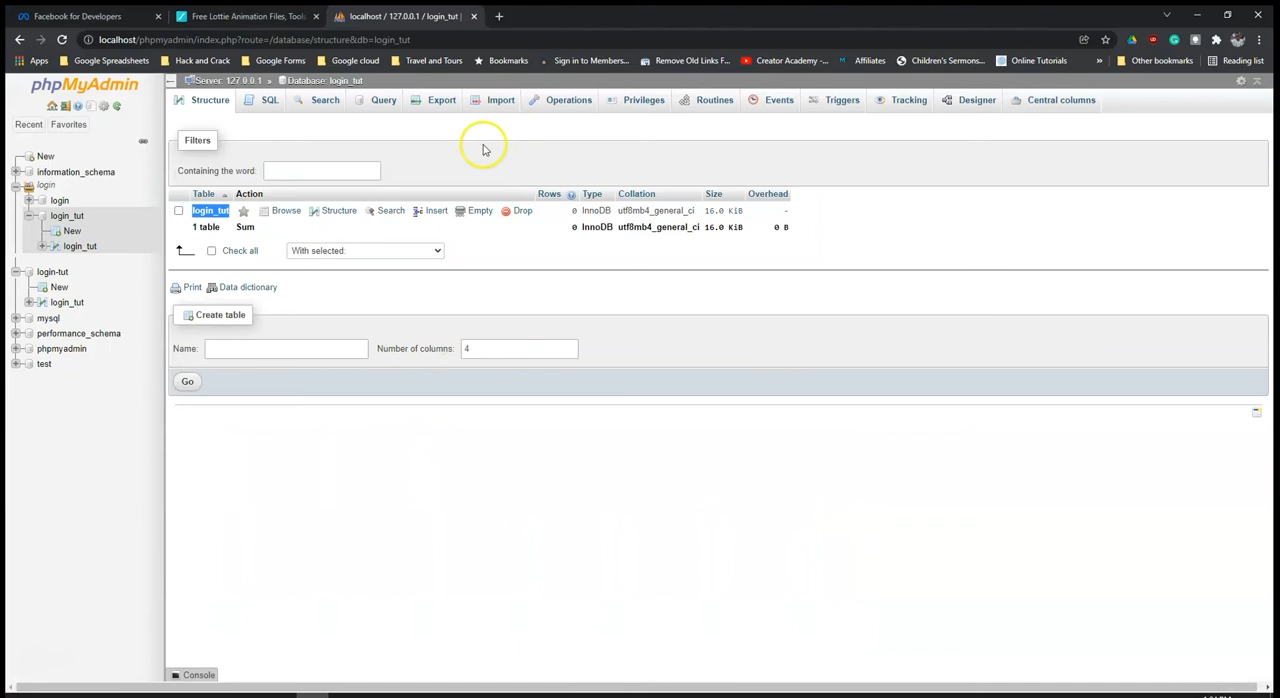 Facebook for Developers
Free Lottie Animation Files, Tools
localhost / 127.0.0.1 / login_tut |
localhost/phpmyadmin/index.php?route=/database/structure&db=login_tut
Apps
Google Spreadsheets
Hack and Crack
Google Forms
Google cloud
Travel and Tours
Bookmarks
Sign in to Members...
Remove Old Links F...
Creator Academy -...
Affiliates
Children's Sermons...
Online Tutorials
»
Other bookmarks
Reading list
phpMyAdmin
Recent
Favorites
New
information_schema
login
login
login_tut
New
login_tut
login-tut
New
login_tut
mysql
performance_schema
phpmyadmin
test
Server: 127.0.0.1 » Database: login_tut
Structure
SQL
Search
Query
Export
Import
Operations
Privileges
Routines
Events
Triggers
Tracking
Designer
Central columns
Filters
Containing the word:
Table Action Rows Type Collation Size Overhead
login_tut Browse Structure Search Insert Empty Drop 0 InnoDB utf8mb4_general_ci 16.0 KiB -
1 table Sum 0 InnoDB utf8mb4_general_ci 16.0 KiB 0 B
Check all With selected:
Print Data dictionary
Create table
Name: Number of columns: 4
Go
Console